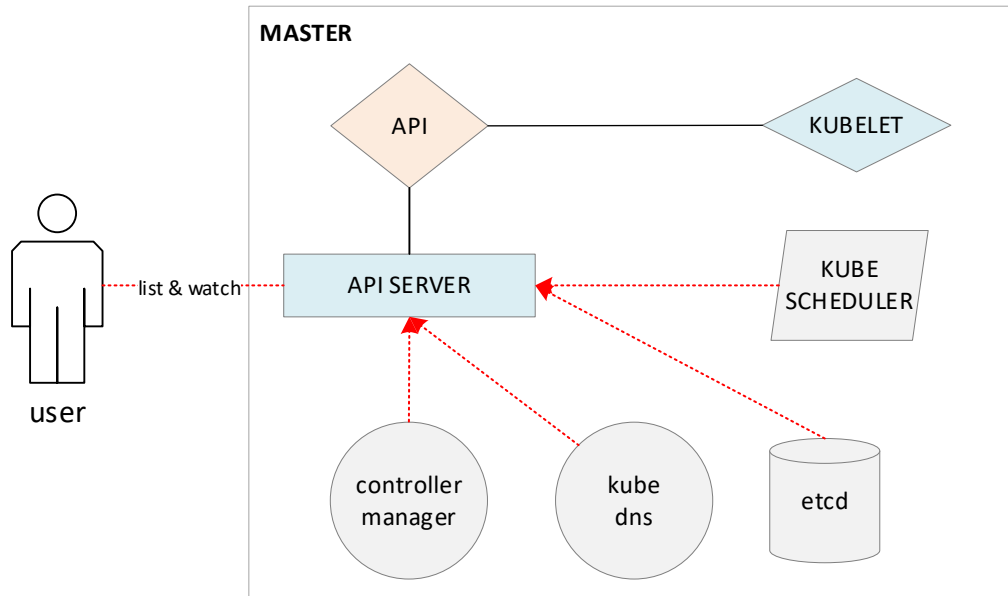 MASTER
API
KUBELET
list & watch
API SERVER
KUBE
SCHEDULER
user
controller
manager
kube
dns
etcd